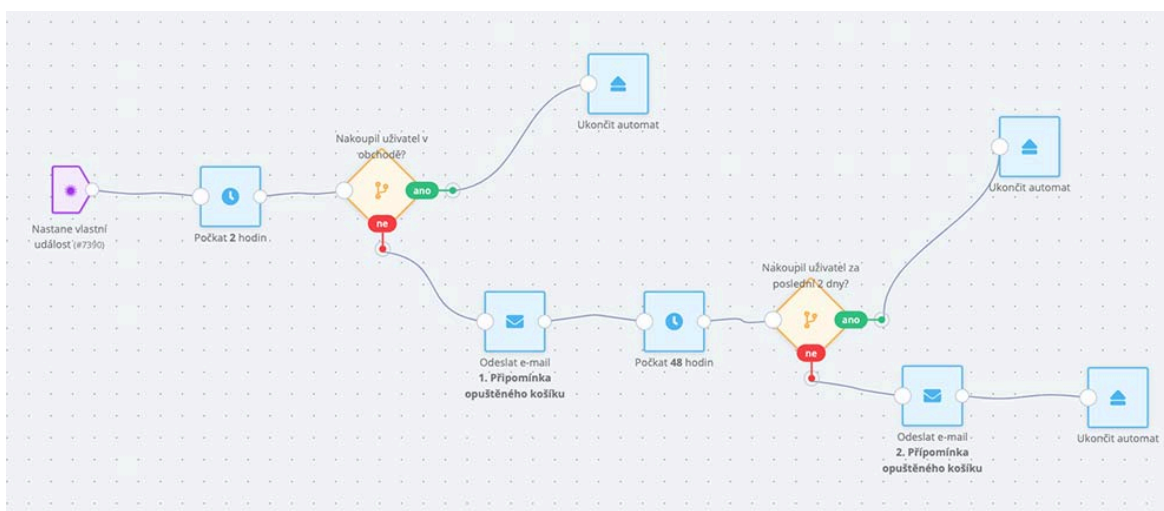 Nastane vlastní
událost (#7390)
Počkat 2 hodin
Nakoupil uživatel v
obchodě?
ano
ne
Ukončit automat
Odeslat e-mail
1. Připomínka
opuštěného košíku
Počkat 48 hodin
Nakoupil uživatel za
poslední 2 dny?
ano
ne
Ukončit automat
Odeslat e-mail
2. Připomínka
opuštěného košíku
Ukončit automat